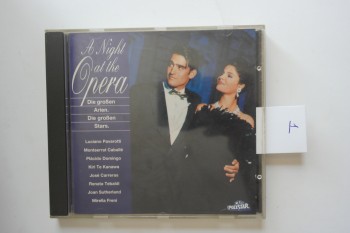 A Night
at the
Opera
Die großen
Arien.
Die großen
Stars.
Luciano Pavarotti
Montserrat Caballé
Plácido Domingo
Kiri Te Kanawa
José Carreras
Renata Tebaldi
Joan Sutherland
Mirella Freni